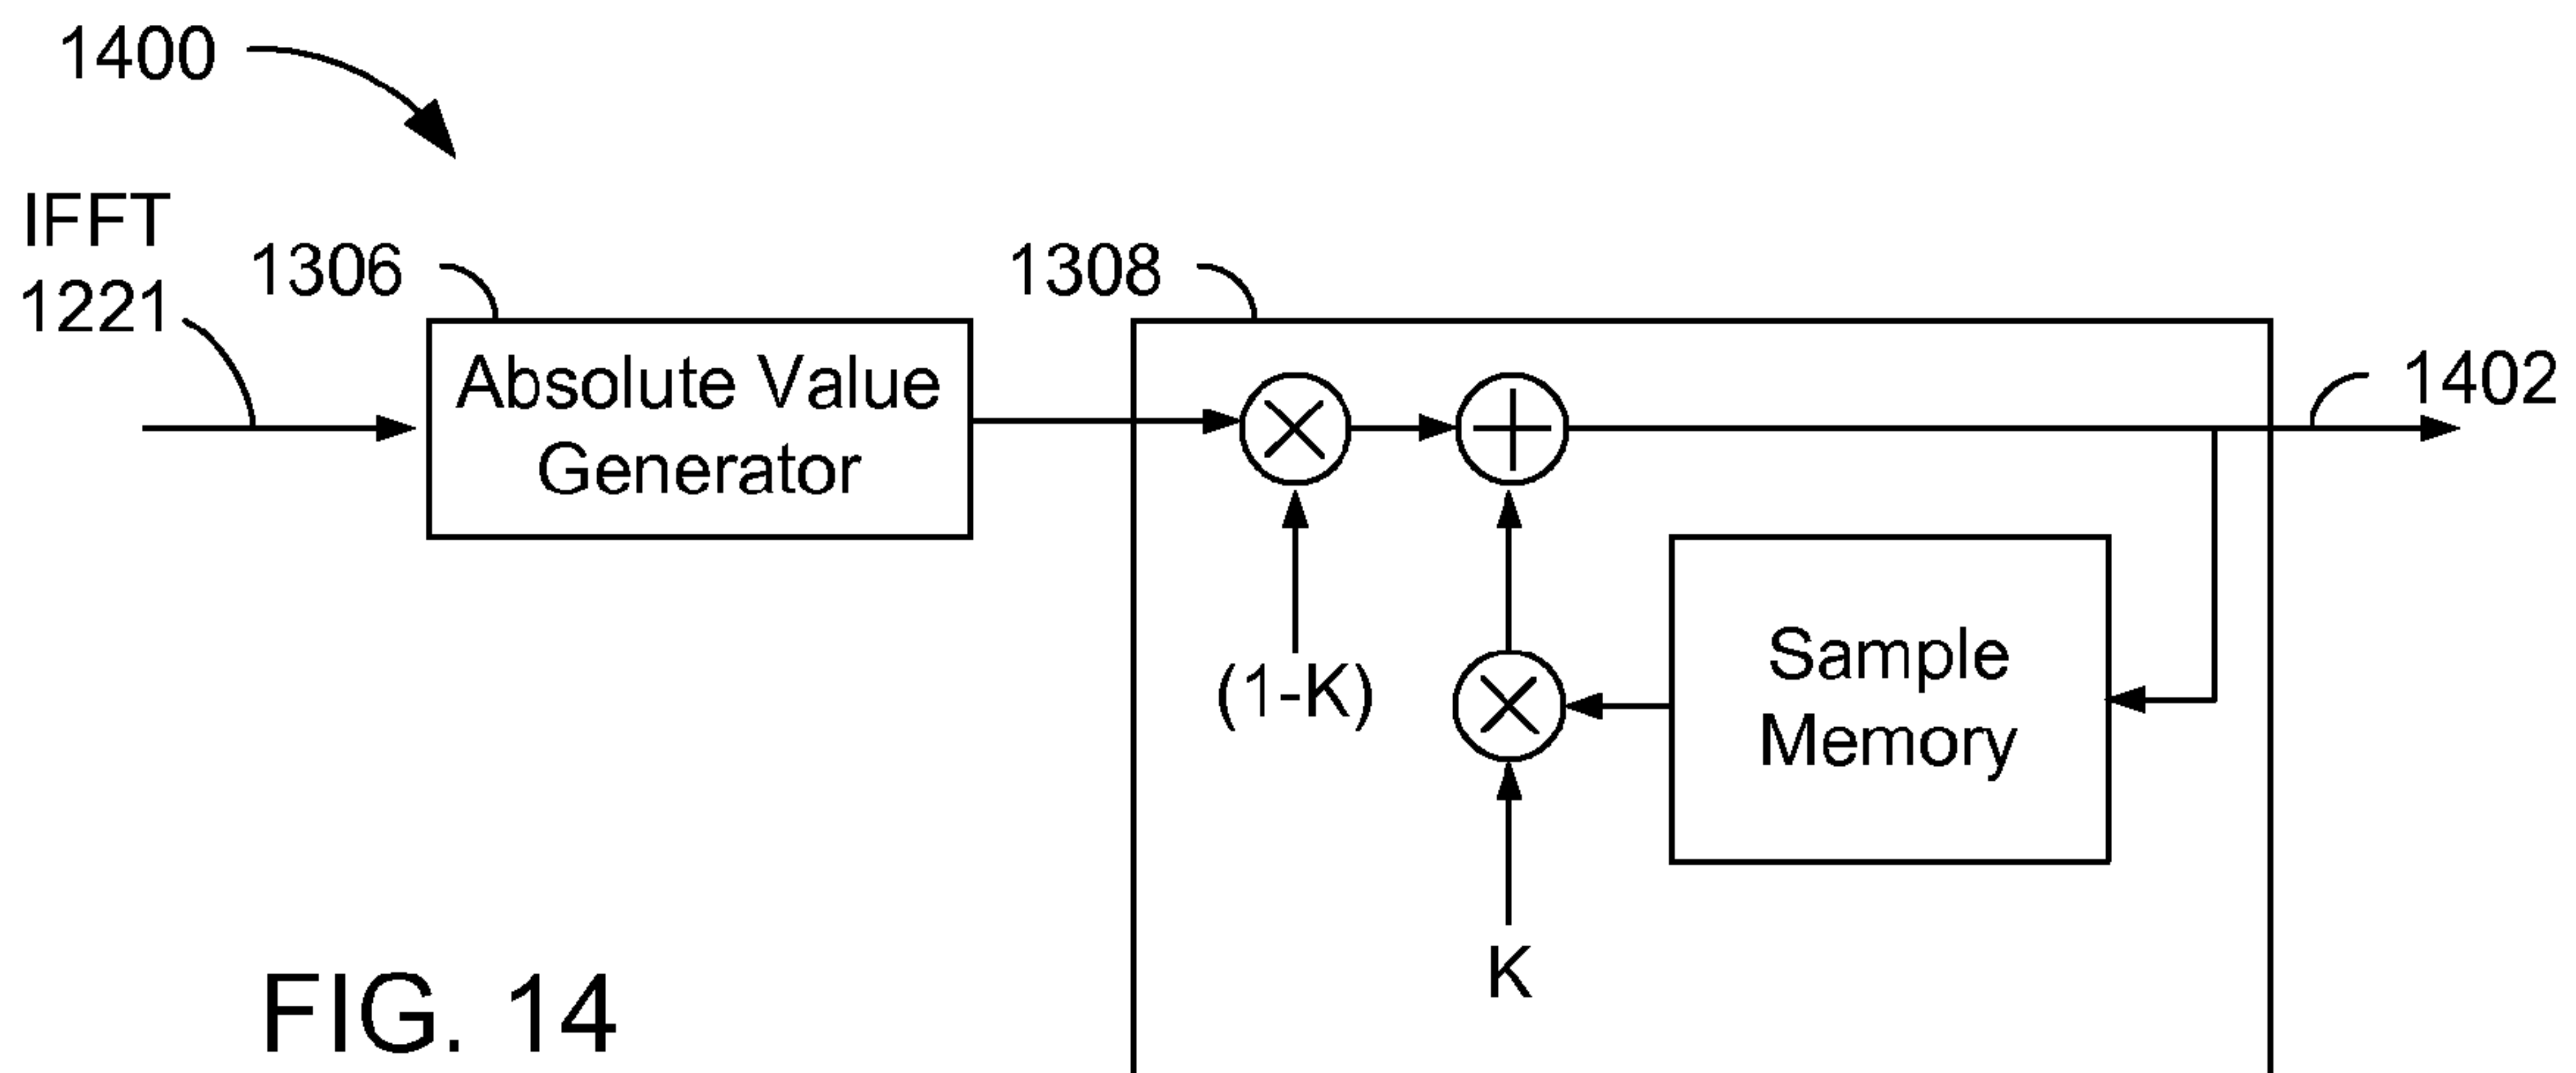 1400
IFFT
1221
1306
1308
Absolute Value
Generator
1402
(1-K)
Sample
Memory
K
FIG. 14